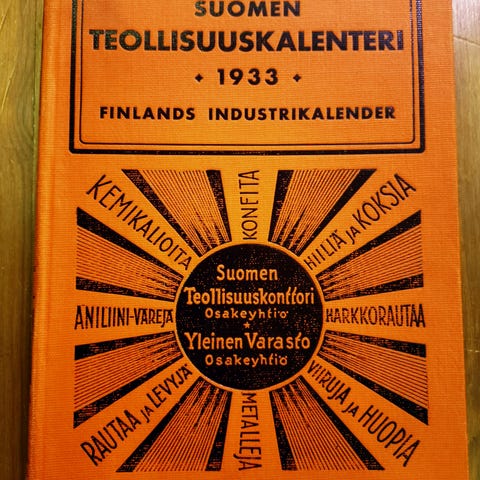 SUOMEN
TEOLLISUUSKALENTERI
1933
FINLANDS INDUSTRIKALENDER
KEMIKALIOITA
KONEITA
HIILIÄ JA KOKSIA
ANILIINI-VÄREJÄ
HARKKORAUTAA
RAUTAA JA LEVYJÄ
METALLEJA
VIIRUJA JA HUOPIA
Suomen
Teollisuuskonttori
Osakeyhtiö
Yleinen Varasto
Osakeyhtiö